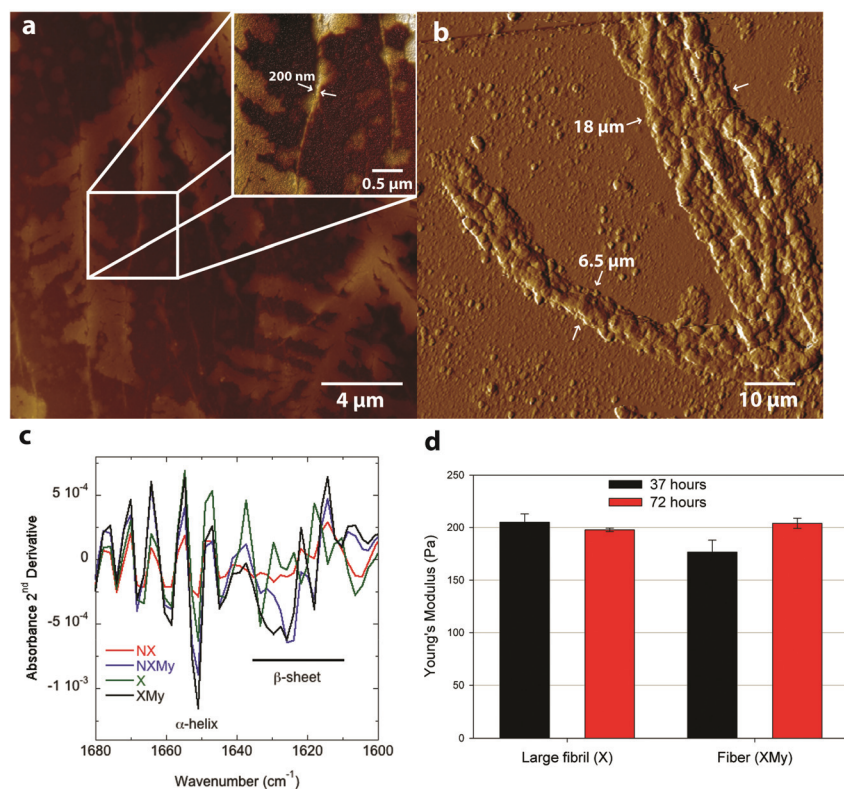 a
200 nm
0.5 µm
4 µm
b
18 µm
6.5 µm
10 µm
c
Absorbance 2nd Derivative
5 10-4
0
-5 10-4
-1 10-3
NX
NXMy
X
XMy
α-helix
β-sheet
1680 1660 1640 1620 1600
Wavenumber (cm-1)
d
37 hours
72 hours
Young's Modulus (Pa)
250
200
150
100
50
0
Large fibril (X) Fiber (XMy)